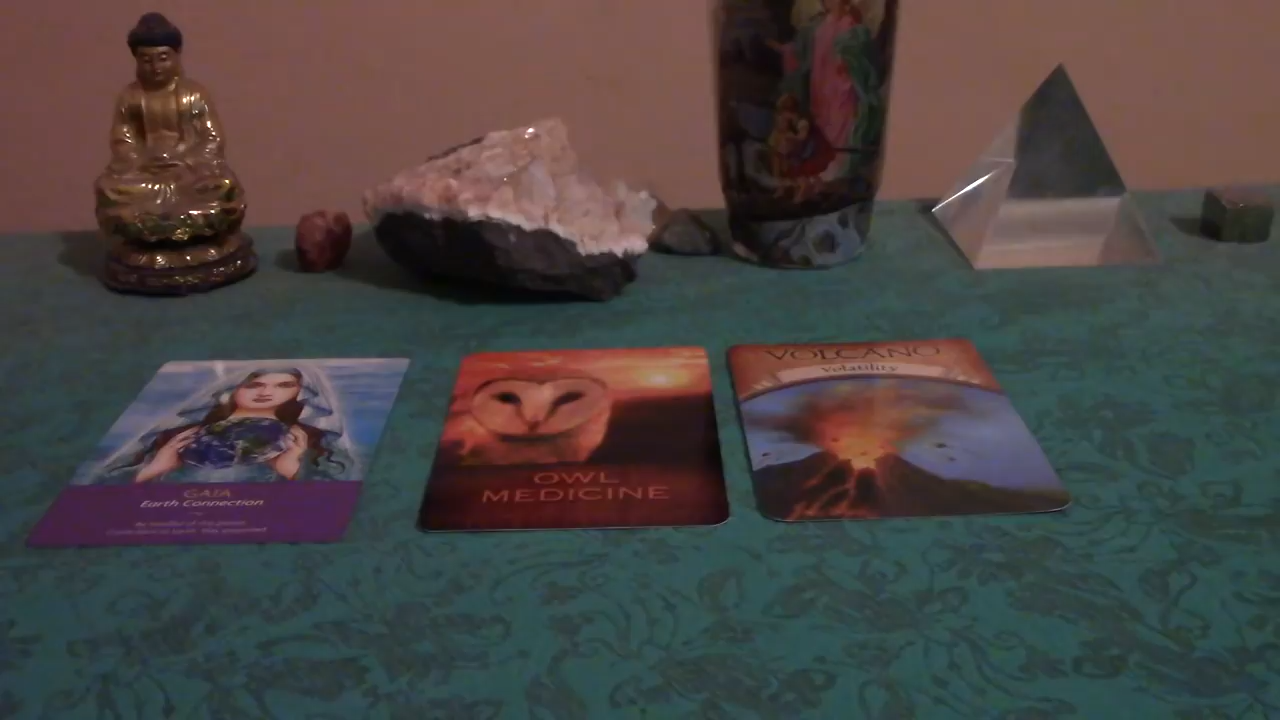 GAIA
Earth Connection
OWL
MEDICINE
VOLCANO
Volatility